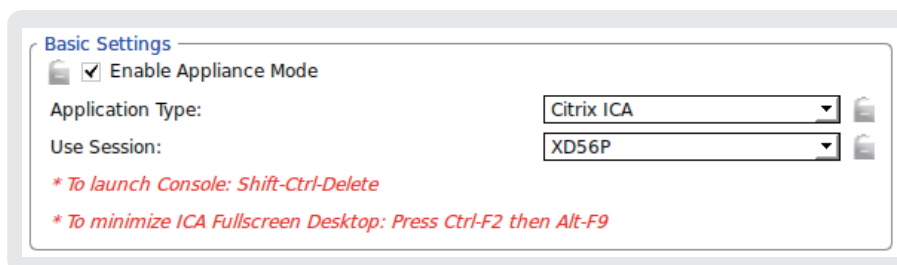 Basic Settings
Enable Appliance Mode
Application Type: Citrix ICA
Use Session: XD56P
* To launch Console: Shift-Ctrl-Delete
* To minimize ICA Fullscreen Desktop: Press Ctrl-F2 then Alt-F9